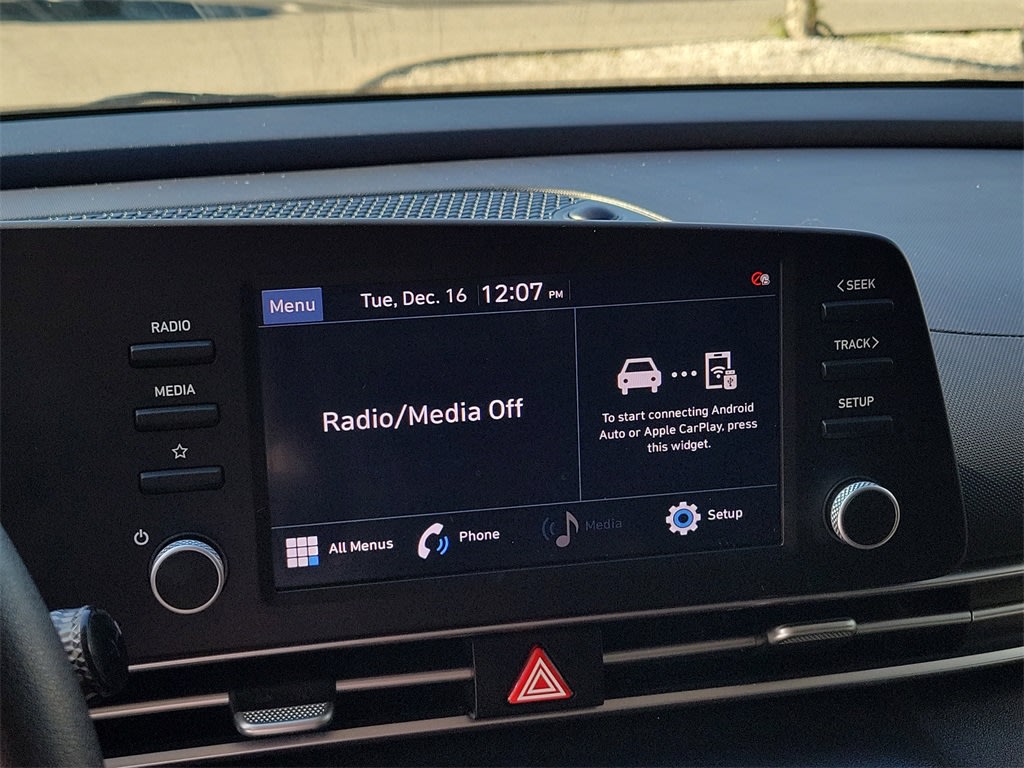 Menu
Tue, Dec. 16
12:07 PM
RADIO
MEDIA
Radio/Media Off
To start connecting Android
Auto or Apple CarPlay, press
this widget.
All Menus
Phone
Media
Setup
<SEEK
TRACK>
SETUP